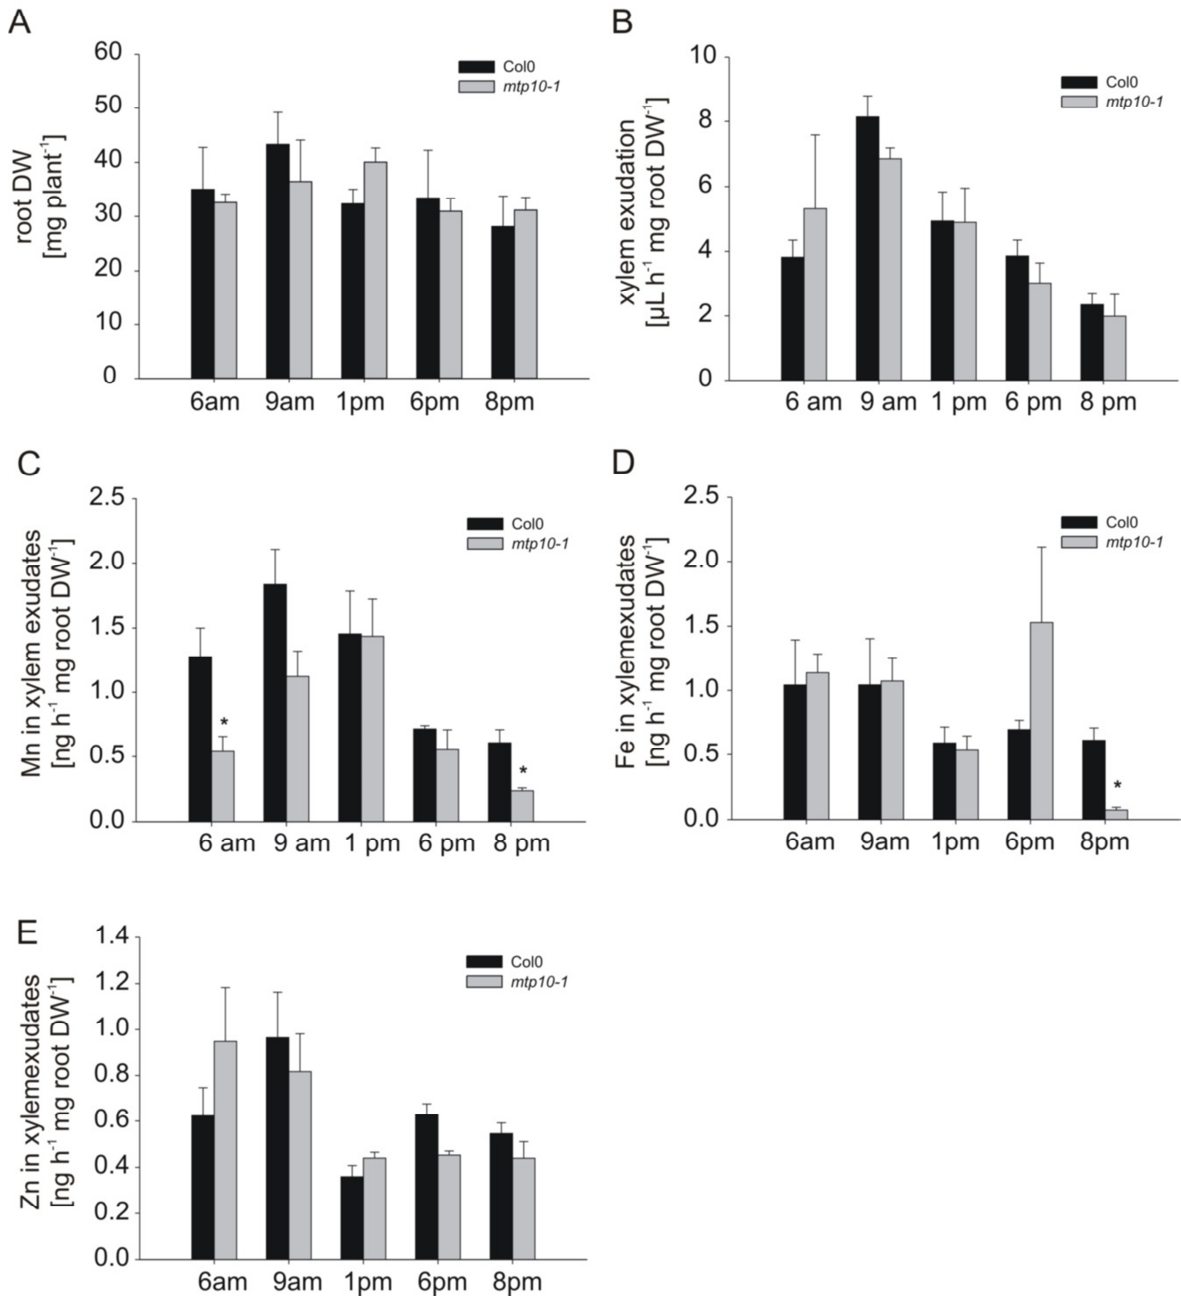 A
root DW
[mg plant⁻¹]
60
50
40
30
20
10
0
Col0
mtp10-1
6am 9am 1pm 6pm 8pm
B
xylem exudation
[µL h⁻¹ mg root DW⁻¹]
10
8
6
4
2
0
Col0
mtp10-1
6 am 9 am 1 pm 6 pm 8 pm
C
Mn in xylem exudates
[ng h⁻¹ mg root DW⁻¹]
2.5
2.0
1.5
1.0
0.5
0.0
Col0
mtp10-1
*
*
6 am 9 am 1 pm 6 pm 8 pm
D
Fe in xylemexudates
[ng h⁻¹ mg root DW⁻¹]
2.5
2.0
1.5
1.0
0.5
0.0
Col0
mtp10-1
*
6am 9am 1pm 6pm 8pm
E
Zn in xylemexudates
[ng h⁻¹ mg root DW⁻¹]
1.4
1.2
1.0
0.8
0.6
0.4
0.2
0.0
Col0
mtp10-1
6am 9am 1pm 6pm 8pm